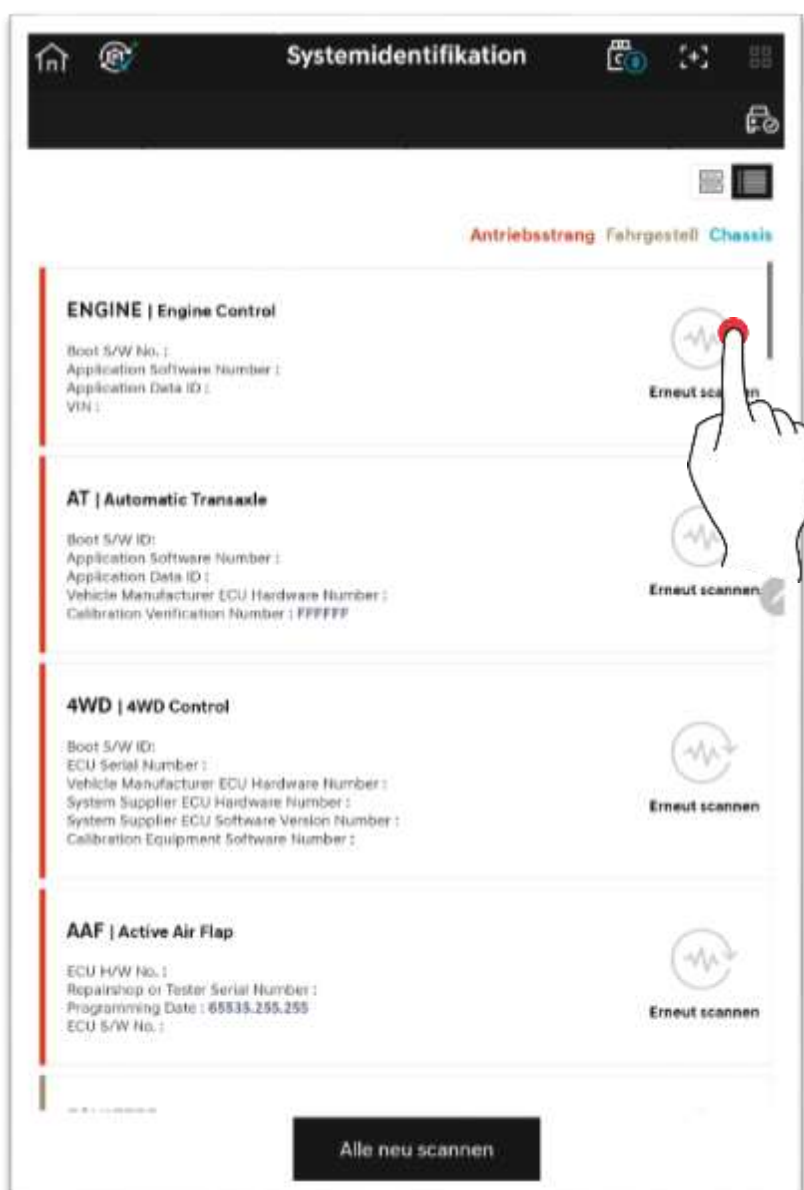 Systemidentifikation
Antriebsstrang Fahrgestell Chassis
ENGINE | Engine Control
Boot S/W No. :
Application Software Number :
Application Data ID :
VIN :
Erneut
AT | Automatic Transaxle
Boot S/W ID:
Application Software Number :
Application Data ID :
Vehicle Manufacturer ECU Hardware Number :
Calibration Verification Number : FFFFFF
Erneut scannen
4WD | 4WD Control
Boot S/W ID:
ECU Serial Number :
Vehicle Manufacturer ECU Hardware Number :
System Supplier ECU Hardware Number :
System Supplier ECU Software Version Number :
Calibration Equipment Software Number :
Erneut scannen
AAF | Active Air Flap
ECU H/W No. :
Repairshop or Tester Serial Number :
Programming Date : 65535.255.255
ECU S/W No. :
Erneut scannen
Alle neu scannen